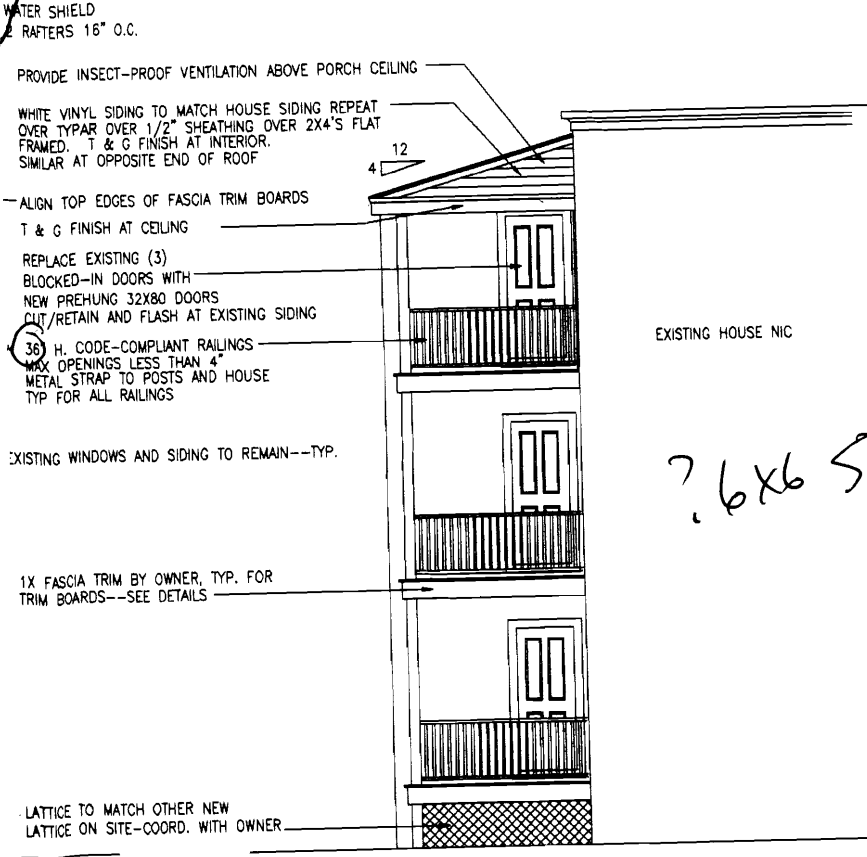 WATER SHIELD
RAFTERS 16" O.C.
PROVIDE INSECT-PROOF VENTILATION ABOVE PORCH CEILING
WHITE VINYL SIDING TO MATCH HOUSE SIDING REPEAT
OVER TYPAR OVER 1/2" SHEATHING OVER 2X4'S FLAT
FRAMED. T & G FINISH AT INTERIOR.
SIMILAR AT OPPOSITE END OF ROOF
12
4
ALIGN TOP EDGES OF FASCIA TRIM BOARDS
T & G FINISH AT CEILING
REPLACE EXISTING (3)
BLOCKED-IN DOORS WITH
NEW PREHUNG 32X80 DOORS
CUT/RETAIN AND FLASH AT EXISTING SIDING
36" H. CODE-COMPLIANT RAILINGS
MAX OPENINGS LESS THAN 4"
METAL STRAP TO POSTS AND HOUSE
TYP FOR ALL RAILINGS
EXISTING HOUSE NIC
EXISTING WINDOWS AND SIDING TO REMAIN--TYP.
? 6X6 5
1X FASCIA TRIM BY OWNER, TYP. FOR
TRIM BOARDS--SEE DETAILS
LATTICE TO MATCH OTHER NEW
LATTICE ON SITE-COORD. WITH OWNER